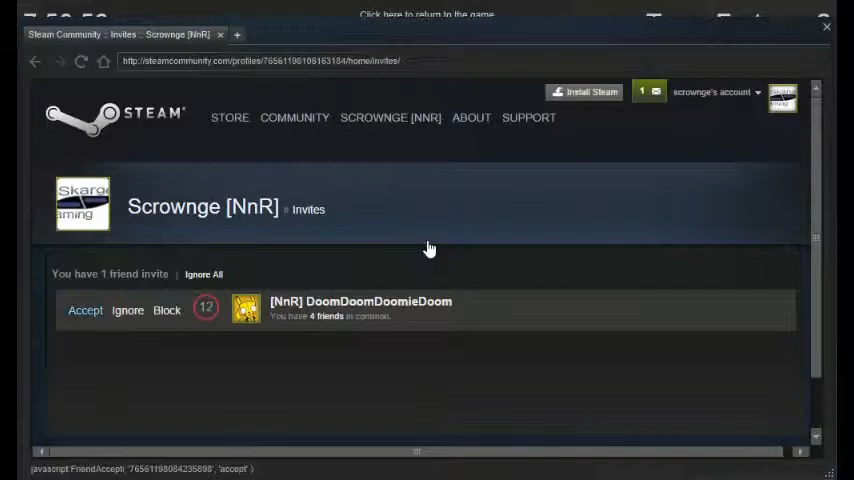 Click here to return to the game
Steam Community :: Invites :: Scrownge [NnR]
http://steamcommunity.com/profiles/76561198106163184/home/invites/
Install Steam
1
scrownge's account
STEAM
STORE COMMUNITY SCROWNGE [NNR] ABOUT SUPPORT
Skarge
aming
Scrownge [NnR] » Invites
You have 1 friend invite | Ignore All
Accept Ignore Block 12 [NnR] DoomDoomDoomieDoom
You have 4 friends in common.
javascript:FriendAccept( '76561198084235898', 'accept' )